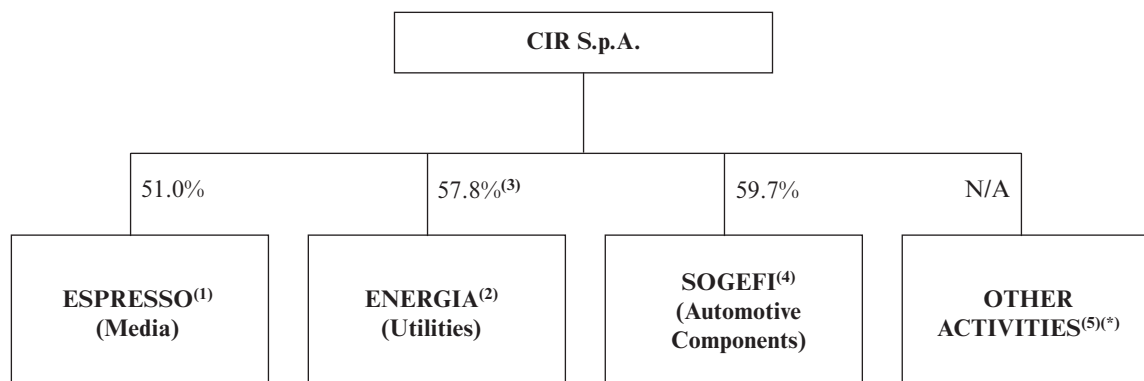 CIR S.p.A.
51.0%
57.8%(3)
59.7%
N/A
ESPRESSO(1)
(Media)
ENERGIA(2)
(Utilities)
SOGEFI(4)
(Automotive
Components)
OTHER
ACTIVITIES(5)(*)